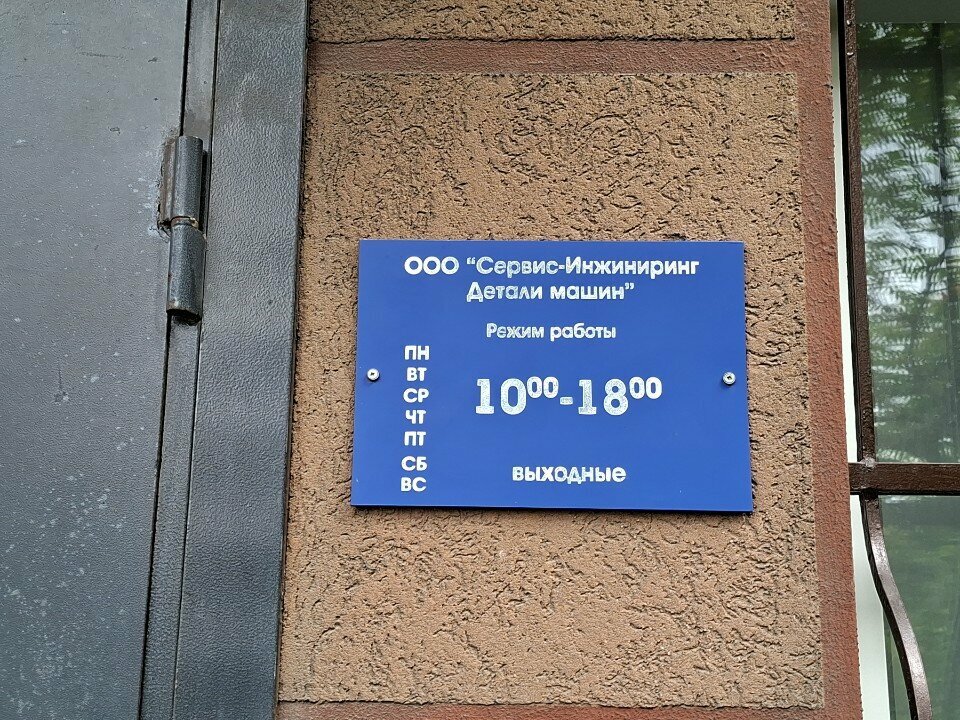 ООО "Сервис-Инжиниринг
Детали машин"
Режим работы
ПН
ВТ
СР
ЧТ
ПТ
10⁰⁰-18⁰⁰
СБ
ВС
выходные